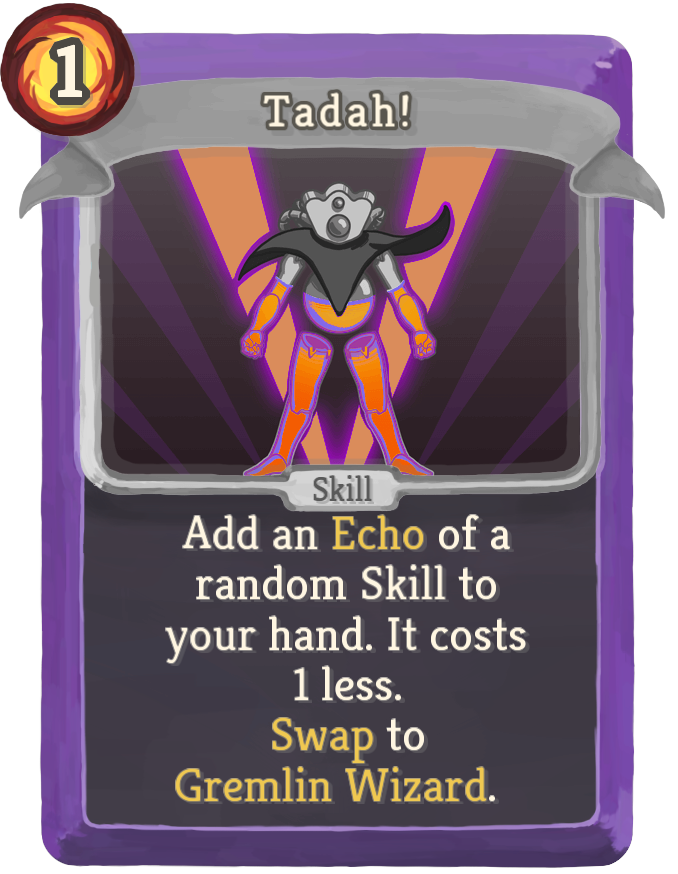 1
Tadah!
Skill
Add an Echo of a
random Skill to
your hand. It costs
1 less.
Swap to
Gremlin Wizard.